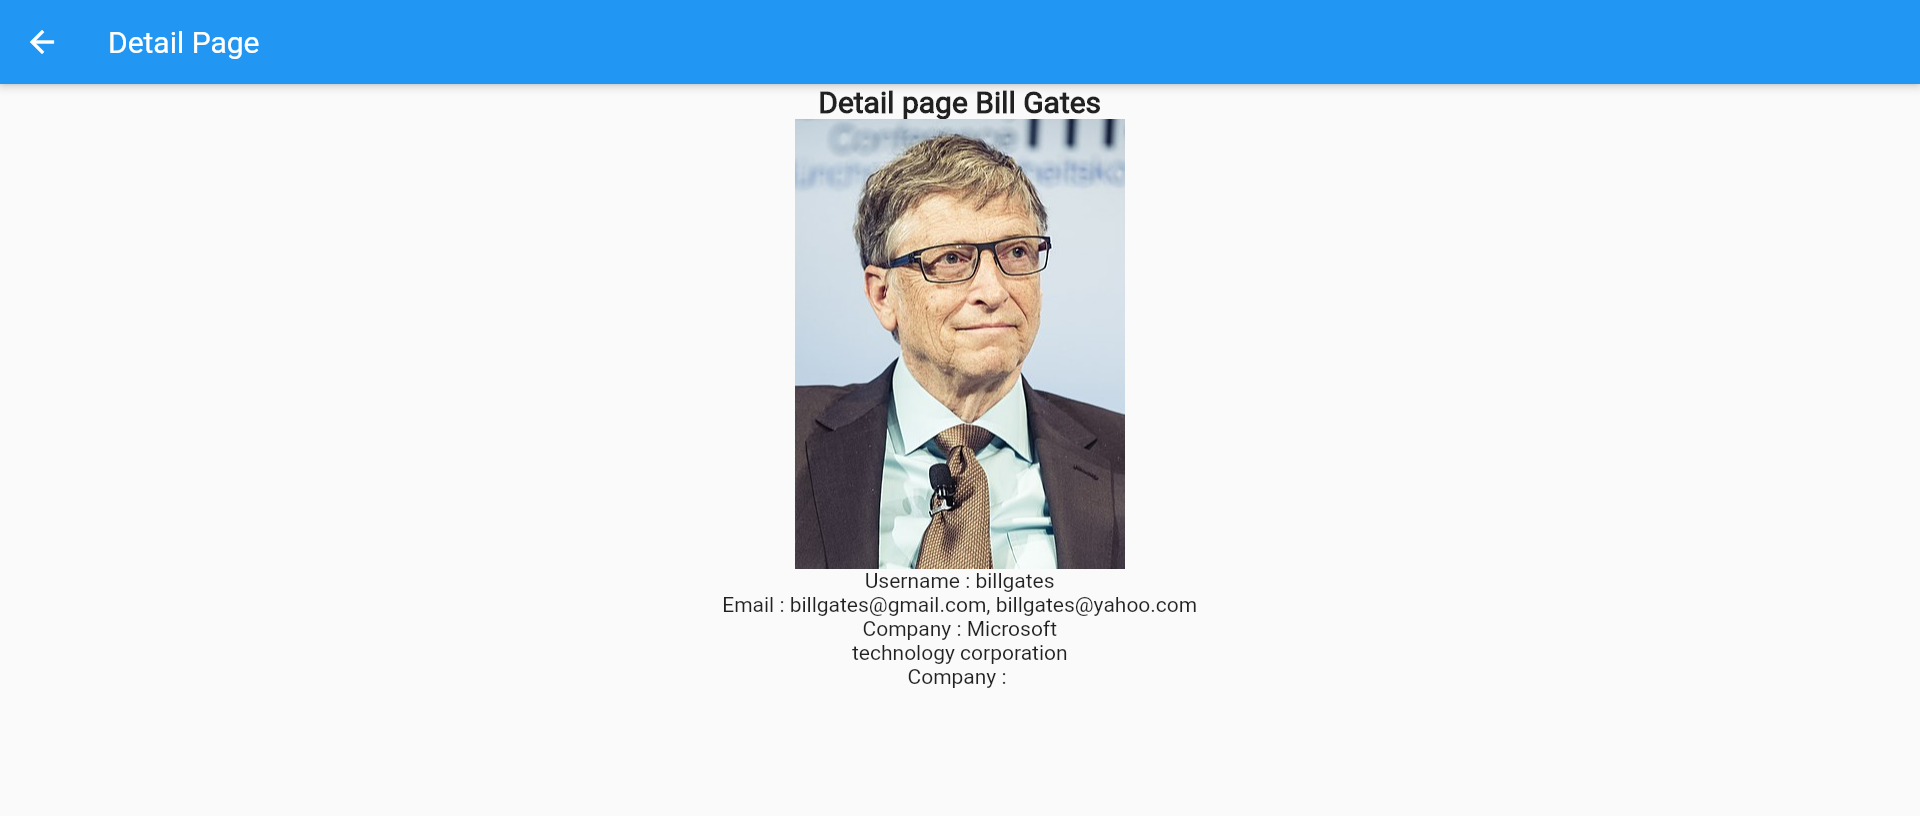 Detail Page
Detail page Bill Gates
Conference
Username : billgates
Email : billgates@gmail.com, billgates@yahoo.com
Company : Microsoft
technology corporation
Company :